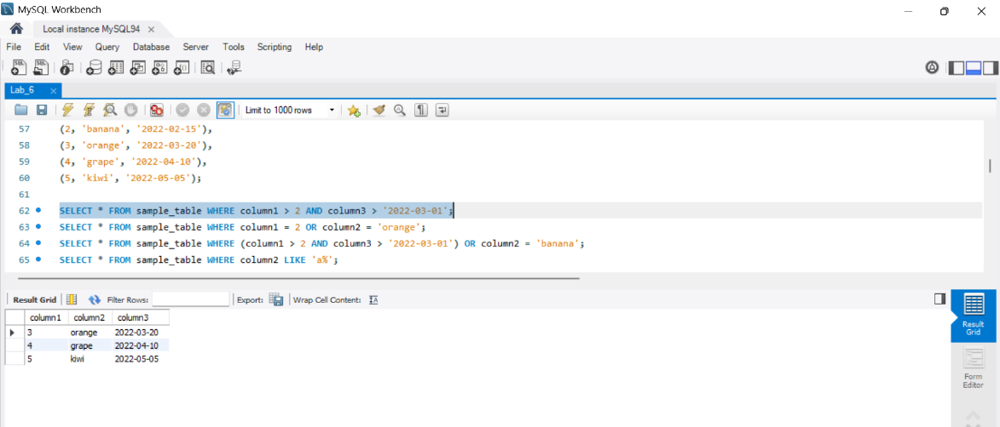 MySQL Workbench
Local instance MySQL94
File Edit View Query Database Server Tools Scripting Help
Lab_6
Limit to 1000 rows
57 (2, 'banana', '2022-02-15'),
58 (3, 'orange', '2022-03-20'),
59 (4, 'grape', '2022-04-10'),
60 (5, 'kiwi', '2022-05-05');
61
62 SELECT * FROM sample_table WHERE column1 > 2 AND column3 > '2022-03-01';
63 SELECT * FROM sample_table WHERE column1 = 2 OR column2 = 'orange';
64 SELECT * FROM sample_table WHERE (column1 > 2 AND column3 > '2022-03-01') OR column2 = 'banana';
65 SELECT * FROM sample_table WHERE column2 LIKE 'a%';
Result Grid Filter Rows: Export: Wrap Cell Content: IA
column1 column2 column3
3 orange 2022-03-20
4 grape 2022-04-10
5 kiwi 2022-05-05
Result
Grid
Form
Editor